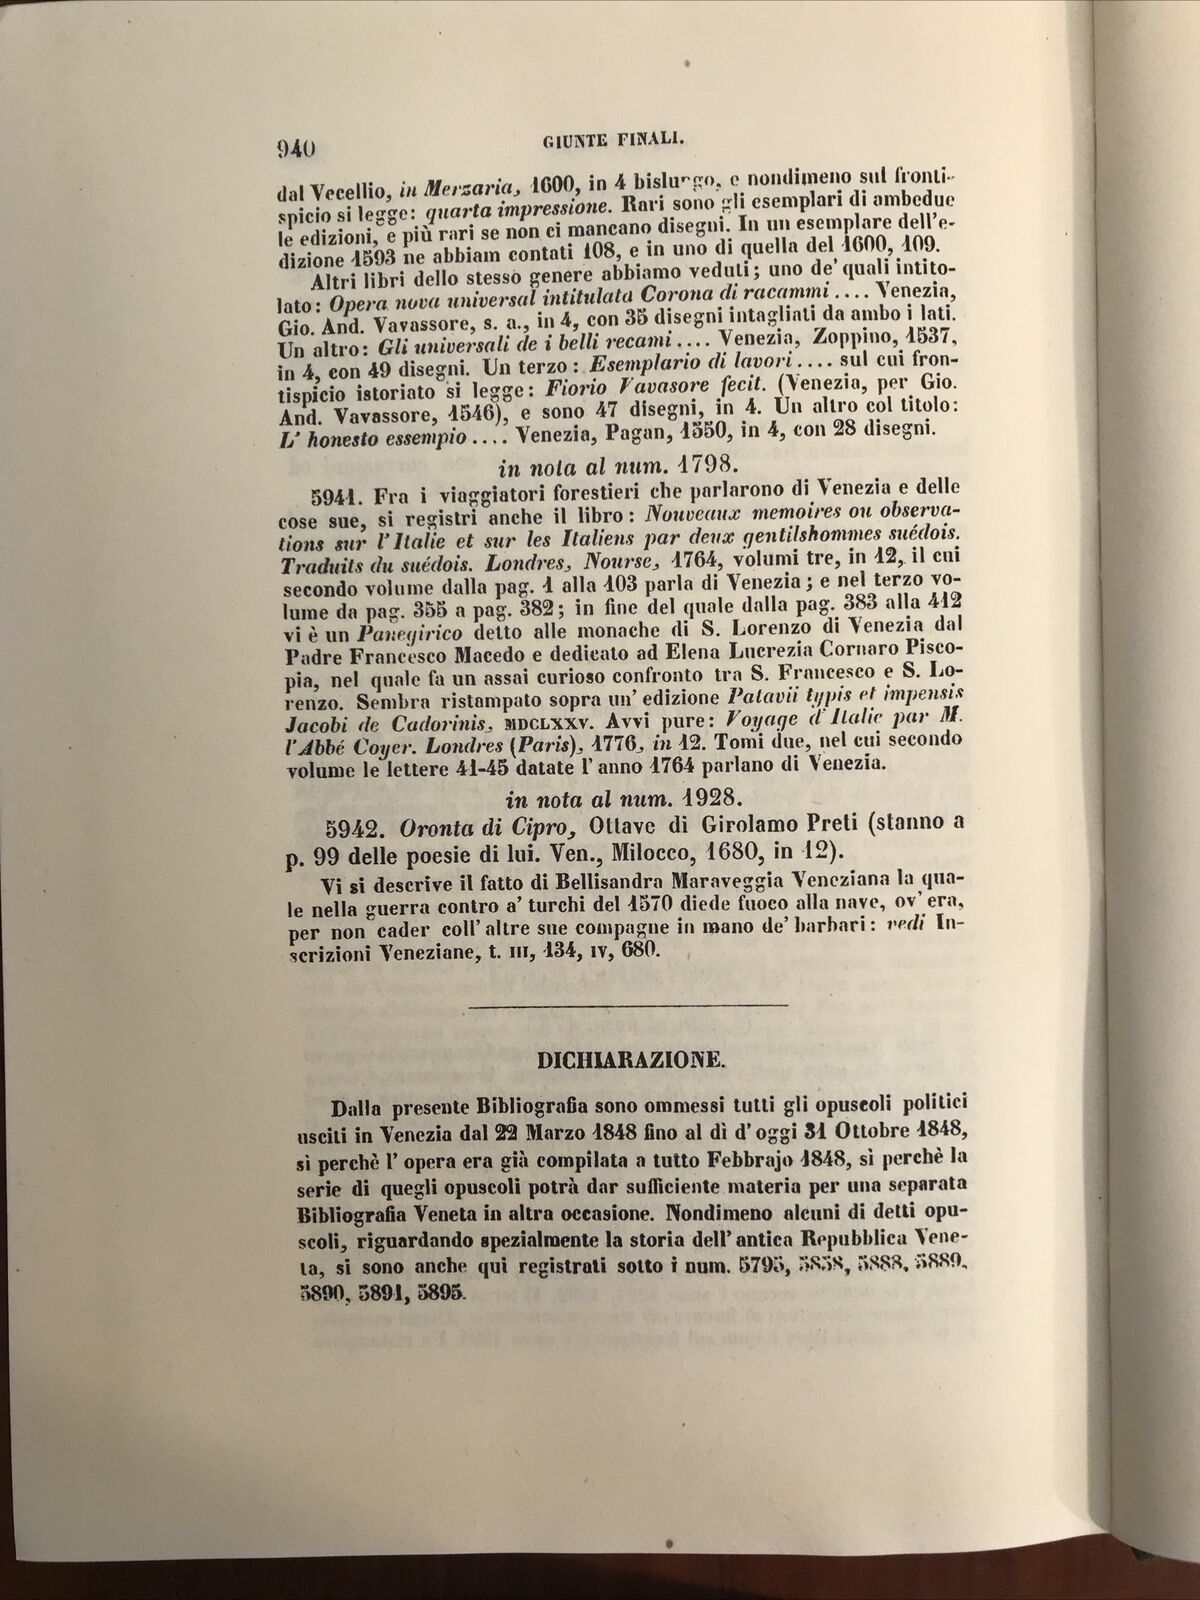 940
GIUNTE FINALI.
dal Vecellio, in Merzaria, 1600, in 4 bislungo, e nondimeno sul fronti-
spicio si legge: quarta impressione. Rari sono gli esemplari di ambedue
le edizioni, e più rari se non ci mancano disegni. In un esemplare dell'e-
dizione 1593 ne abbiam contati 108, e in uno di quella del 1600, 109.
Altri libri dello stesso genere abbiamo veduti; uno de' quali intito-
lato: Opera nova universal intitulata Corona di racammi .... Venezia,
Gio. And. Vavassore, s. a., in 4, con 35 disegni intagliati da ambo i lati.
Un altro: Gli universali de i belli recami .... Venezia, Zoppino, 1537,
in 4, con 49 disegni. Un terzo: Esemplario di lavori .... sul cui fron-
tispicio istoriato si legge: Fiorio Vavasore fecit. (Venezia, per Gio.
And. Vavassore, 1546), e sono 47 disegni, in 4. Un altro col titolo:
L' honesto essempio .... Venezia, Pagan, 1550, in 4, con 28 disegni.
in nota al num. 1798.
5941. Fra i viaggiatori forestieri che parlarono di Venezia e delle
cose sue, si registri anche il libro: Nouveaux memoires ou observa-
tions sur l'Italie et sur les Italiens par deux gentilshommes suédois.
Traduits du suédois. Londres, Nourse, 1764, volumi tre, in 12, il cui
secondo volume dalla pag. 1 alla 103 parla di Venezia; e nel terzo vo-
lume da pag. 355 a pag. 382; in fine del quale dalla pag. 383 alla 412
vi è un Panegirico detto alle monache di S. Lorenzo di Venezia dal
Padre Francesco Macedo e dedicato ad Elena Lucrezia Cornaro Pisco-
pia, nel quale fa un assai curioso confronto tra S. Francesco e S. Lo-
renzo. Sembra ristampato sopra un' edizione Patavii typis et impensis
Jacobi de Cadorinis, MDCLXXV. Avvi pure: Voyage d'Italie par M.
l'Abbé Coyer. Londres (Paris), 1776, in 12. Tomi due, nel cui secondo
volume le lettere 41-45 datate l' anno 1764 parlano di Venezia.
in nota al num. 1928.
5942. Oronta di Cipro, Ottave di Girolamo Preti (stanno a
p. 99 delle poesie di lui. Ven., Milocco, 1680, in 12).
Vi si descrive il fatto di Bellisandra Maraveggia Veneziana la qua-
le nella guerra contro a' turchi del 1570 diede fuoco alla nave, ov' era,
per non cader coll' altre sue compagne in mano de' barbari: vedi In-
scrizioni Veneziane, t. III, 134, IV, 680.
DICHIARAZIONE.
Dalla presente Bibliografia sono ommessi tutti gli opuscoli politici
usciti in Venezia dal 22 Marzo 1848 fino al dì d' oggi 31 Ottobre 1848,
sì perchè l' opera era già compilata a tutto Febbrajo 1848, sì perchè la
serie di quegli opuscoli potrà dar sufficiente materia per una separata
Bibliografia Veneta in altra occasione. Nondimeno alcuni di detti opu-
scoli, riguardando spezialmente la storia dell' antica Repubblica Vene-
ta, si sono anche qui registrati sotto i num. 5795, 5858, 5888, 5889,
5890, 5891, 5895.